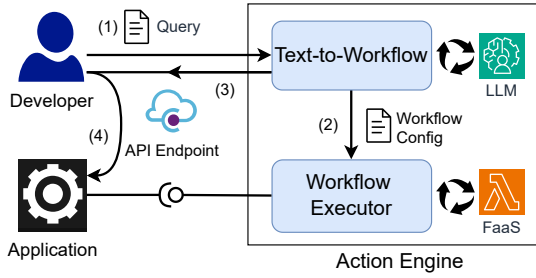 (1)
Query
Text-to-Workflow
LLM
Developer
(3)
(2)
Workflow
Config
(4)
API Endpoint
Workflow
Executor
FaaS
Application
Action Engine